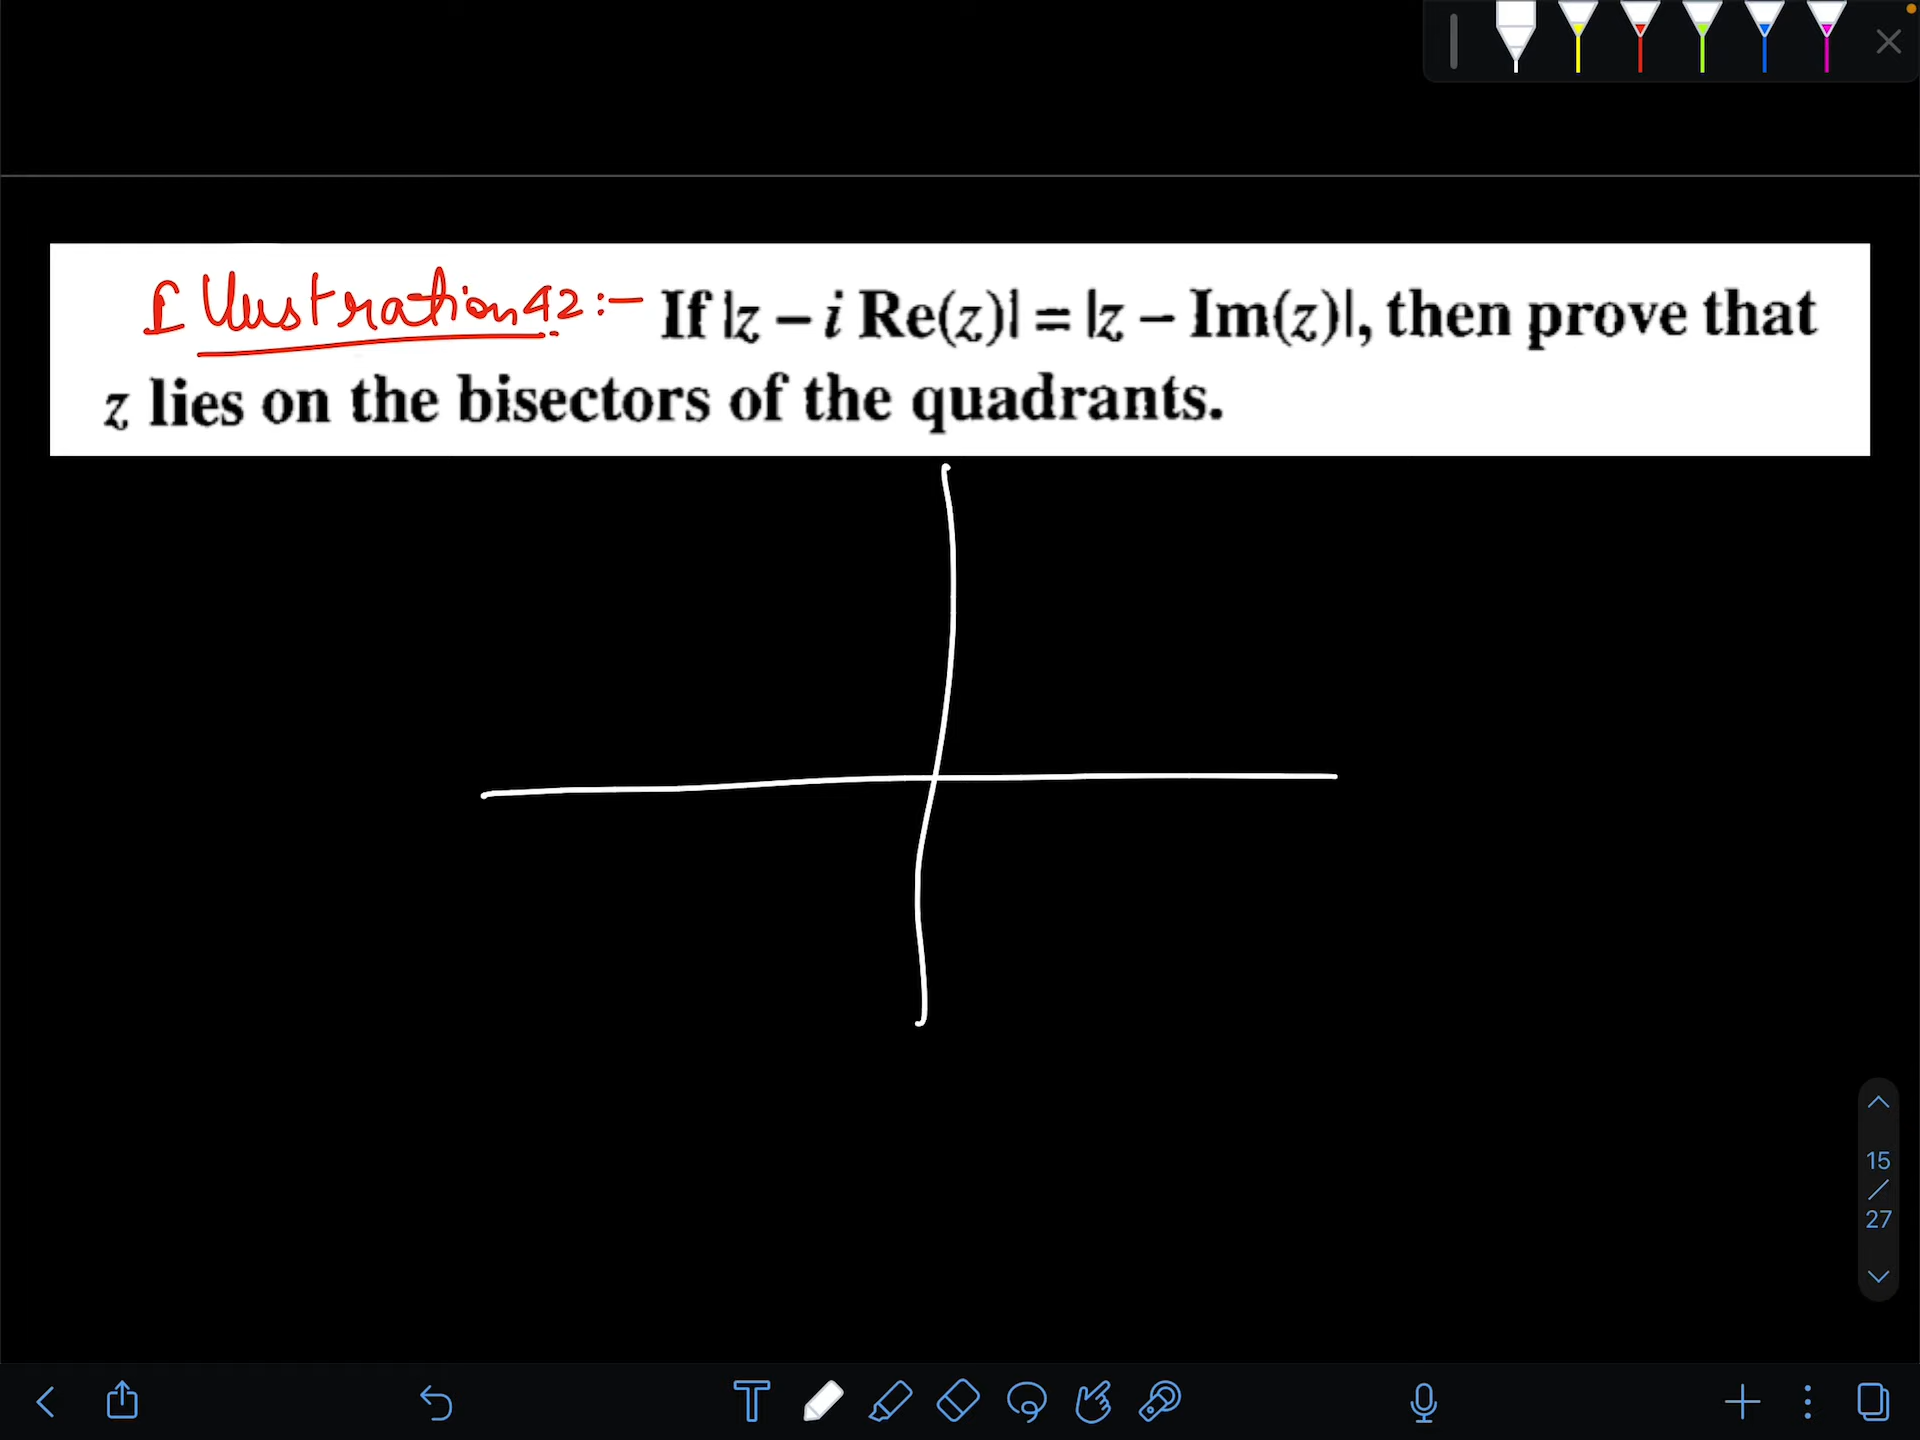 Illustration 42:- If |z – i Re(z)| = |z – Im(z)|, then prove that
z lies on the bisectors of the quadrants.
15
/
27
T